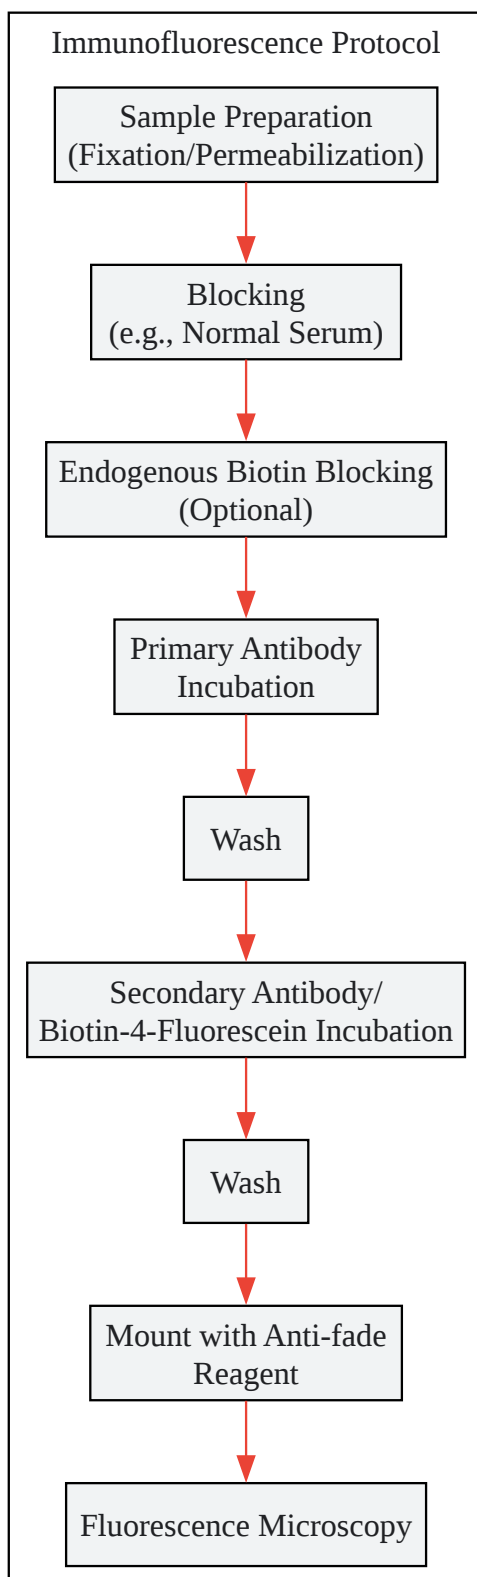 Immunofluorescence Protocol
Sample Preparation
(Fixation/Permeabilization)
Blocking
(e.g., Normal Serum)
Endogenous Biotin Blocking
(Optional)
Primary Antibody
Incubation
Wash
Secondary Antibody/
Biotin-4-Fluorescein Incubation
Wash
Mount with Anti-fade
Reagent
Fluorescence Microscopy